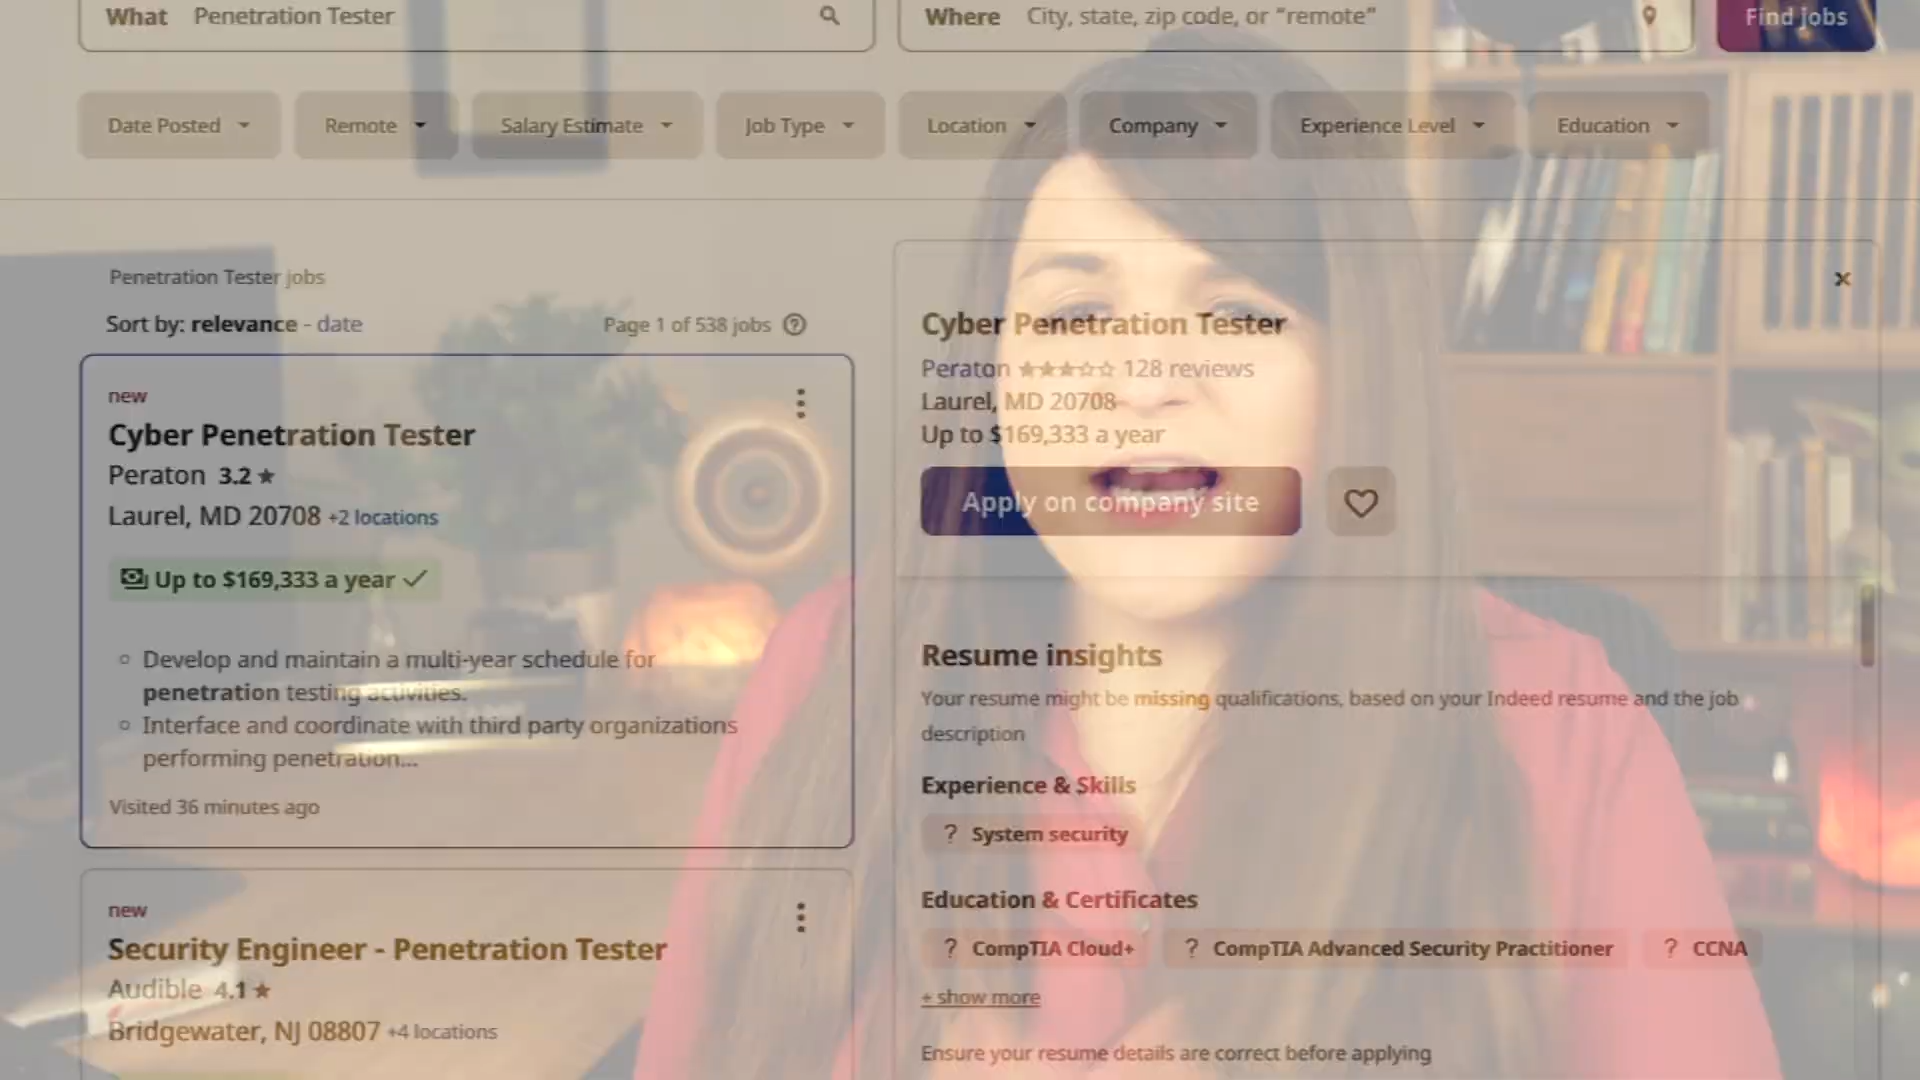 What Penetration Tester
Where City, state, zip code, or “remote”
Find jobs
Date Posted
Remote
Salary Estimate
Job Type
Location
Company
Experience Level
Education
Penetration Tester jobs
Sort by: relevance - date
Page 1 of 538 jobs ?
new
Cyber Penetration Tester
Peraton 3.2 ★
Laurel, MD 20708 +2 locations
Up to $169,333 a year
Develop and maintain a multi-year schedule for
penetration testing activities.
Interface and coordinate with third party organizations
performing penetration...
Visited 36 minutes ago
new
Security Engineer - Penetration Tester
Audible 4.1 ★
Bridgewater, NJ 08807 +4 locations
Cyber Penetration Tester
Peraton ★★★☆☆ 128 reviews
Laurel, MD 20708
Up to $169,333 a year
Apply on company site
Resume insights
Your resume might be missing qualifications, based on your Indeed resume and the job
description
Experience & Skills
? System security
Education & Certificates
? CompTIA Cloud+ ? CompTIA Advanced Security Practitioner ? CCNA
+ show more
Ensure your resume details are correct before applying